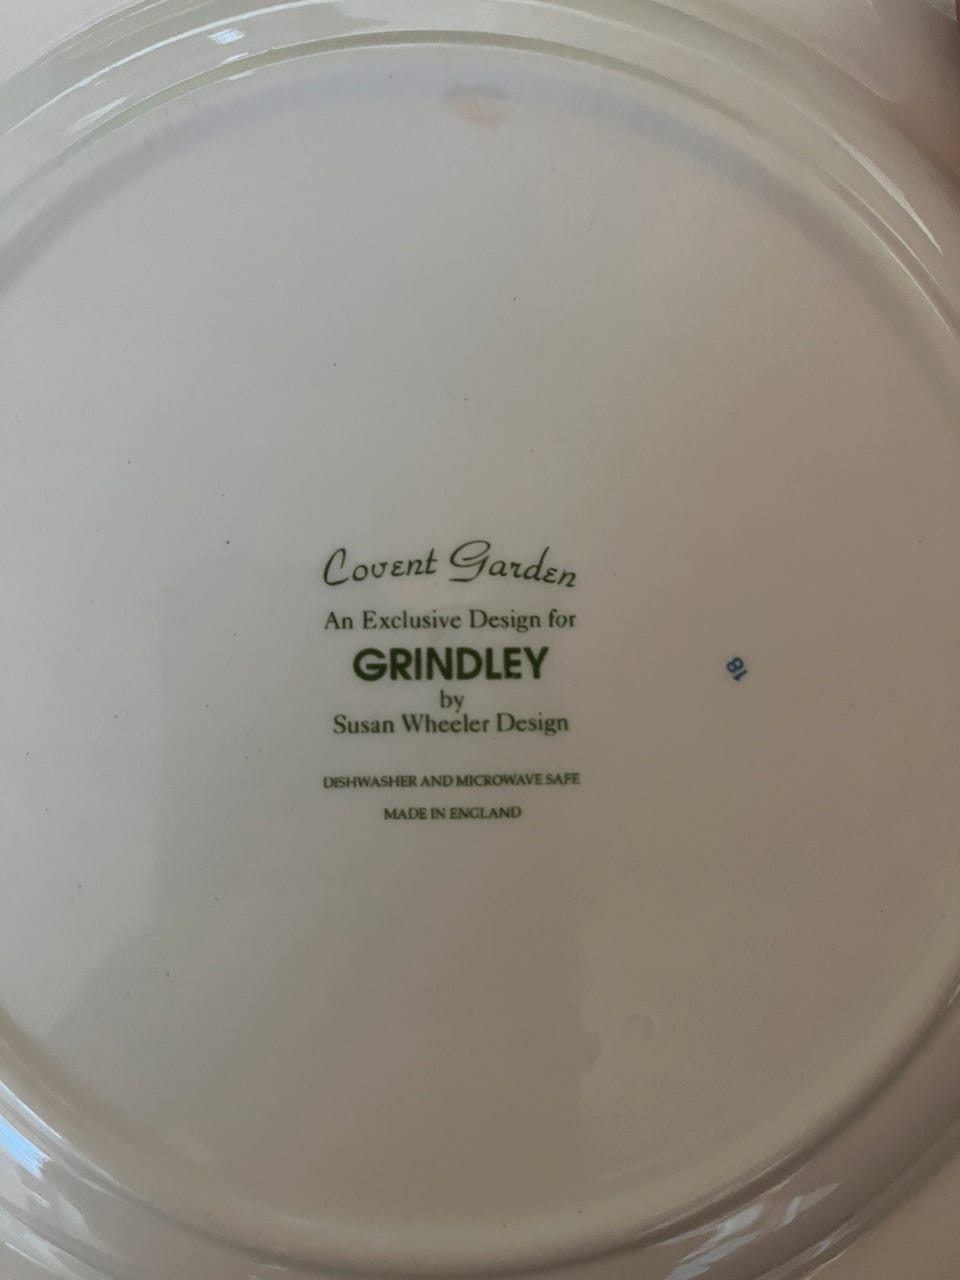 Covent Garden
An Exclusive Design for
GRINDLEY
by
Susan Wheeler Design
DISHWASHER AND MICROWAVE SAFE
MADE IN ENGLAND
18